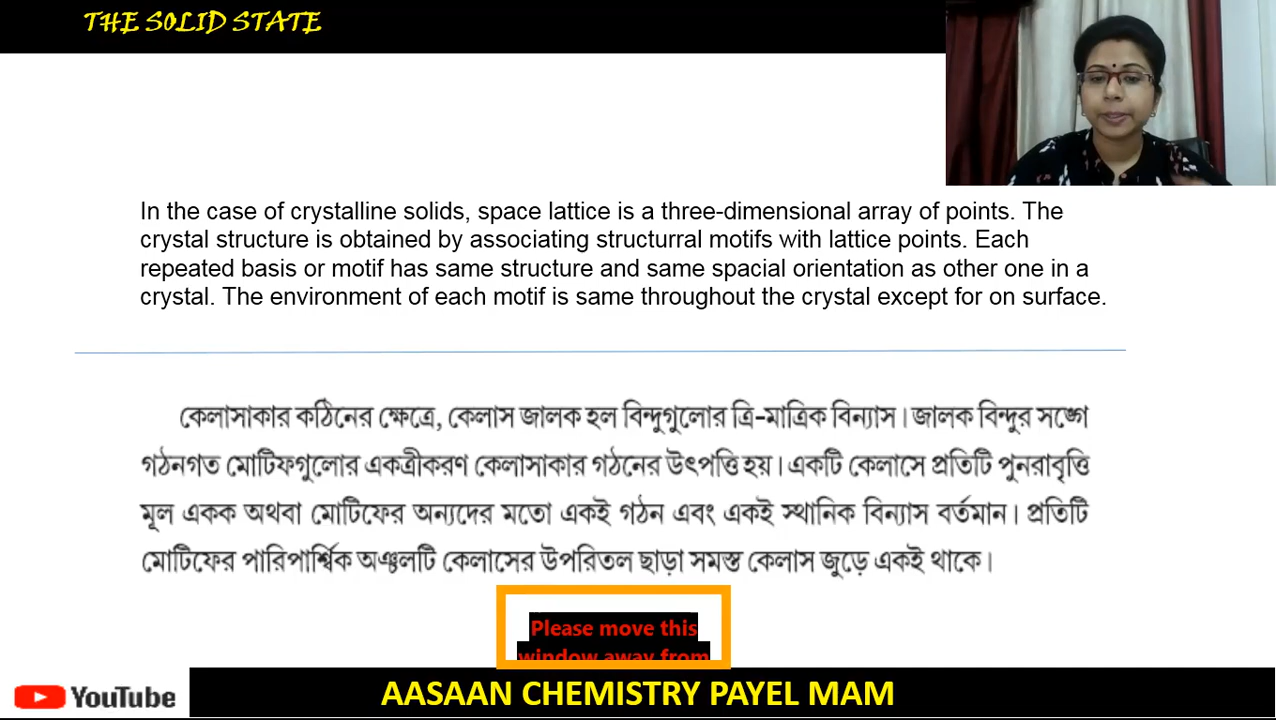 THE SOLID STATE
In the case of crystalline solids, space lattice is a three-dimensional array of points. The
crystal structure is obtained by associating structurral motifs with lattice points. Each
repeated basis or motif has same structure and same spacial orientation as other one in a
crystal. The environment of each motif is same throughout the crystal except for on surface.
কেলাসাকার কঠিনের ক্ষেত্রে, কেলাস জালক হল বিন্দুগুলোর ত্রি-মাত্রিক বিন্যাস। জালক বিন্দুর সঙ্গে
গঠনগত মোটিফগুলোর একত্রীকরণ কেলাসাকার গঠনের উৎপত্তি হয়। একটি কেলাসে প্রতিটি পুনরাবৃত্তি
মূল একক অথবা মোটিফের অন্যদের মতো একই গঠন এবং একই স্থানিক বিন্যাস বর্তমান। প্রতিটি
মোটিফের পারিপার্শ্বিক অঞ্চলটি কেলাসের উপরিতল ছাড়া সমস্ত কেলাস জুড়ে একই থাকে।
Please move this
window away from
YouTube
AASAAN CHEMISTRY PAYEL MAM